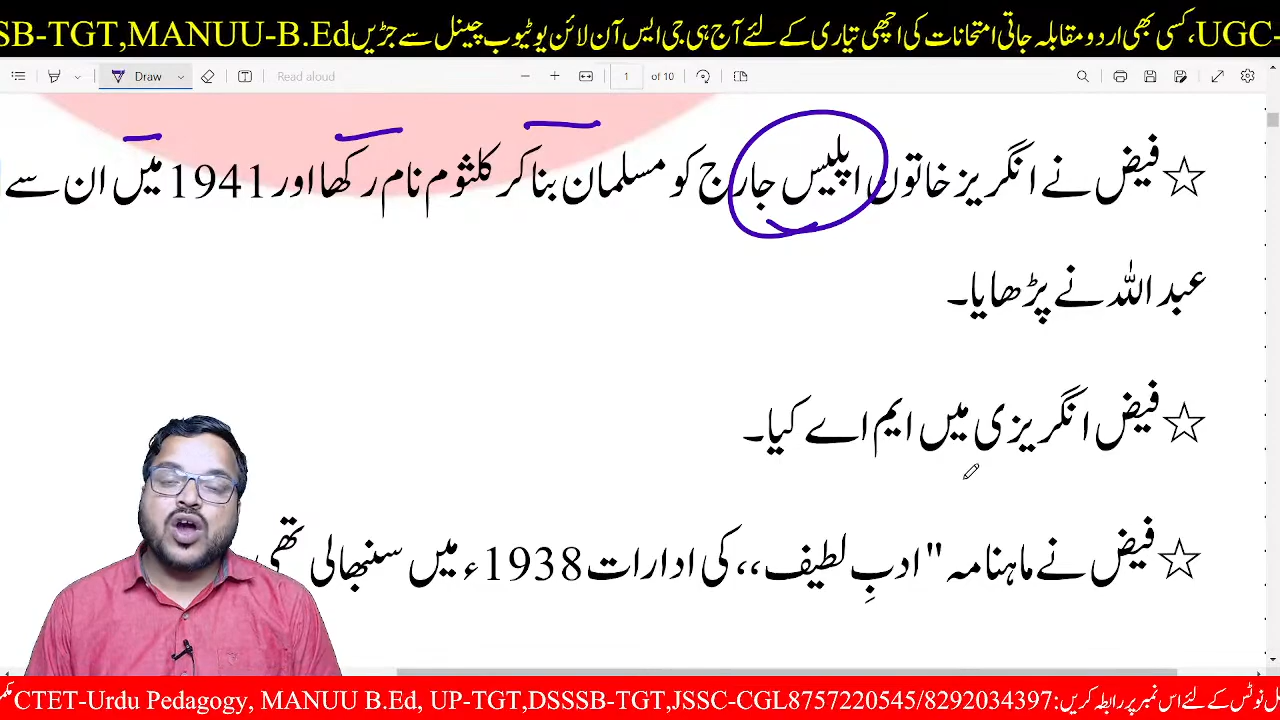 UGC-، کسی بھی اردو مقابلہ جاتی امتحانات کی اچھی تیاری کے لئے آج ہی جی ایس آن لائن یوٹیوب چینل سے جڑیں SB-TGT,MANUU-B.Ed
Draw
Read aloud
1 of 10
☆ فیض نے انگریز خاتون اپلیس جارج کو مسلمان بنا کر کلثوم نام رکھا اور 1941 میں ان سے
عبد اللہ نے پڑھایا۔
☆ فیض انگریزی میں ایم اے کیا۔
☆ فیض نے ماہنامہ "ادبِ لطیف،، کی ادارات 1938ء میں سنبھالی تھی
ل نوٹس کے لئے اس نمبر پر رابطہ کریں: CTET-Urdu Pedagogy, MANUU B.Ed, UP-TGT,DSSSB-TGT,JSSC-CGL8757220545/8292034397